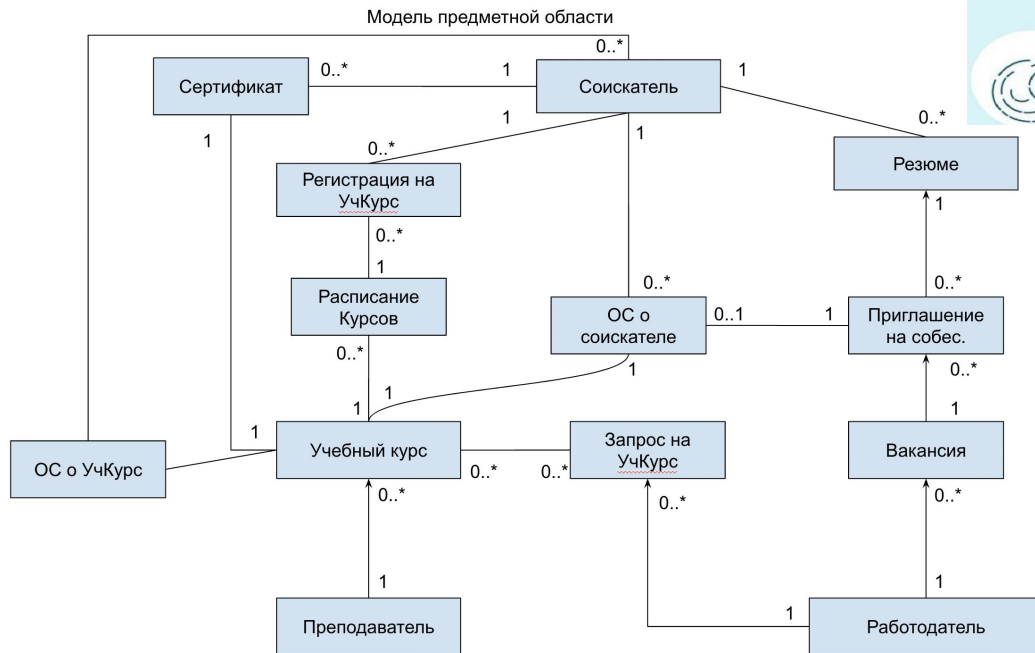 Модель предметной области
0..*
Сертификат
0..*
1
Соискатель
1
1
1
1
0..*
0..*
Регистрация на
УчКурс
Резюме
0..*
1
1
Расписание
Курсов
0..*
0..*
ОС о
соискателе
0..1
1
Приглашение
на собес.
0..*
1
0..*
1
1
1
1
ОС о УчКурс
Учебный курс
0..*
0..*
Запрос на
УчКурс
Вакансия
0..*
0..*
0..*
1
1
1
Преподаватель
Работодатель